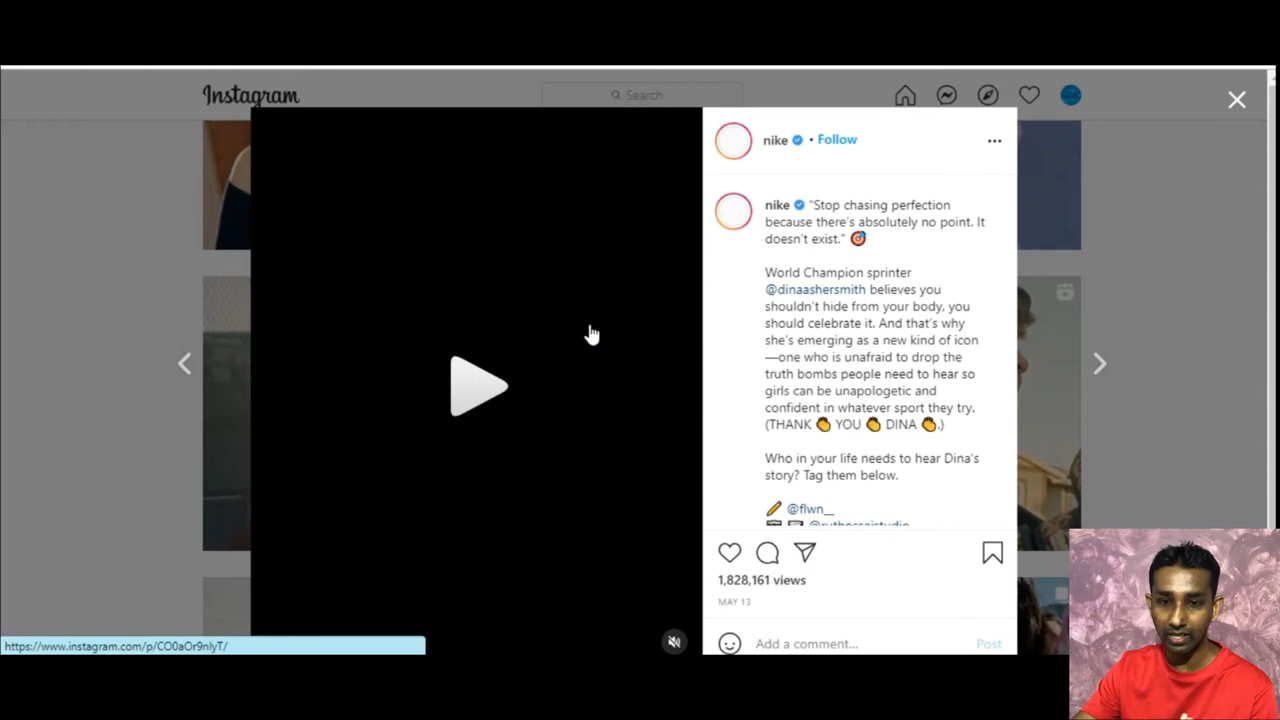 Instagram
Search
nike • Follow
nike "Stop chasing perfection
because there's absolutely no point. It
doesn't exist." 🎯
World Champion sprinter
@dinaashersmith believes you
shouldn't hide from your body, you
should celebrate it. And that's why
she's emerging as a new kind of icon
—one who is unafraid to drop the
truth bombs people need to hear so
girls can be unapologetic and
confident in whatever sport they try.
(THANK 👏 YOU 👏 DINA 👏.)
Who in your life needs to hear Dina's
story? Tag them below.
@flwn__
1,828,161 views
MAY 13
Add a comment... Post
https://www.instagram.com/p/CO0aOr9nlyT/